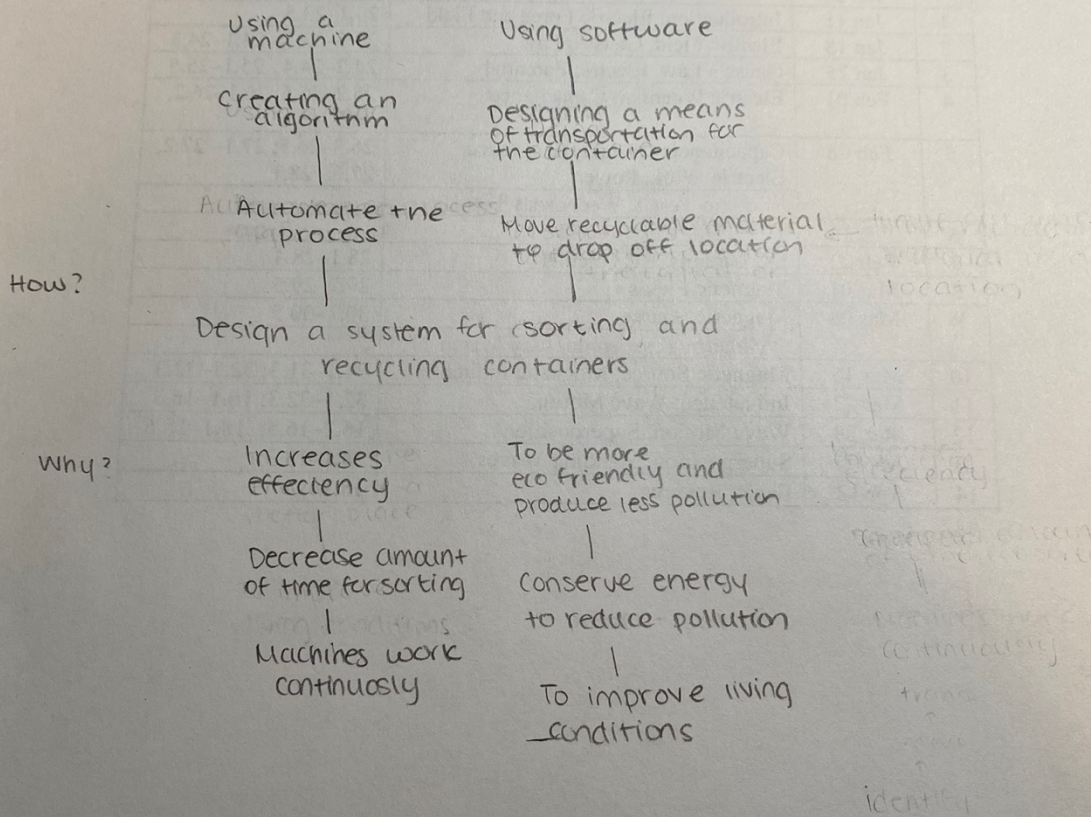 Using a
machine
Using software
Creating an
algorithm
Designing a means
of transportation for
the container
Automate the
process
Move recyclable material
to drop off location
How?
Design a system for sorting and
recycling containers
Why?
Increases
effeciency
To be more
eco friendly and
produce less pollution
Decrease amount
of time for sorting
conserve energy
to reduce pollution
Machines work
continuosly
To improve living
conditions
location
continuously
identify